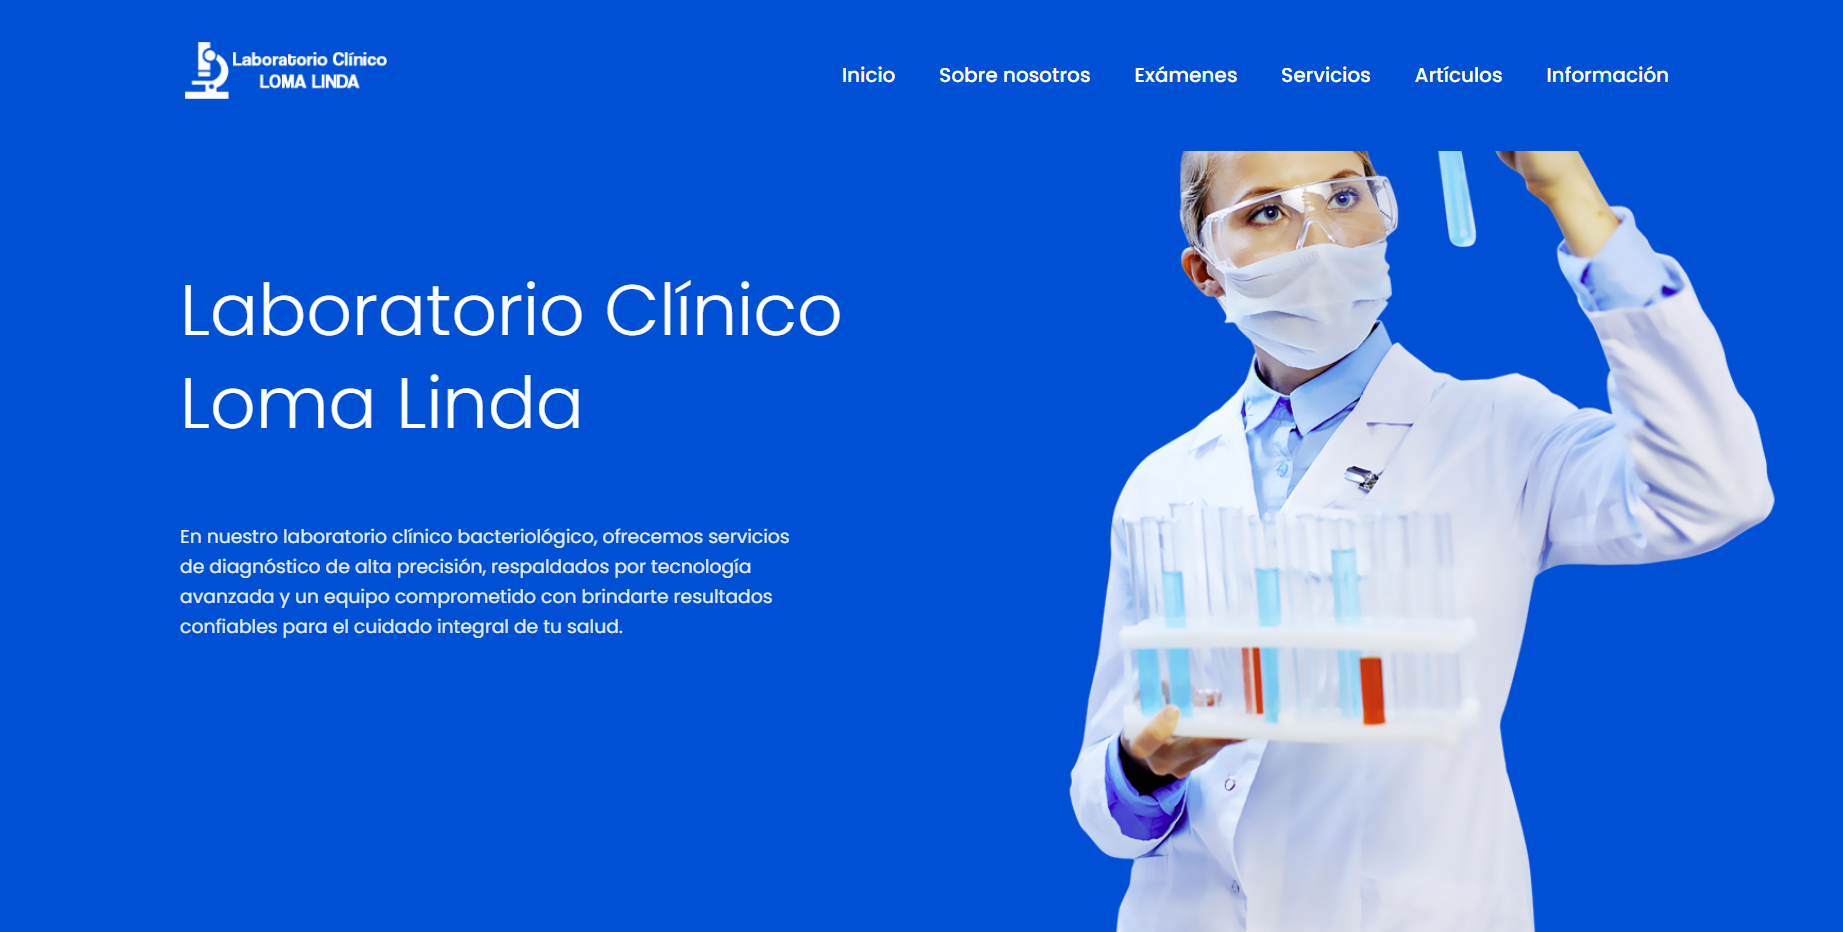 Laboratorio Clínico
LOMA LINDA
Inicio Sobre nosotros Exámenes Servicios Artículos Información
Laboratorio Clínico
Loma Linda
En nuestro laboratorio clínico bacteriológico, ofrecemos servicios
de diagnóstico de alta precisión, respaldados por tecnología
avanzada y un equipo comprometido con brindarte resultados
confiables para el cuidado integral de tu salud.